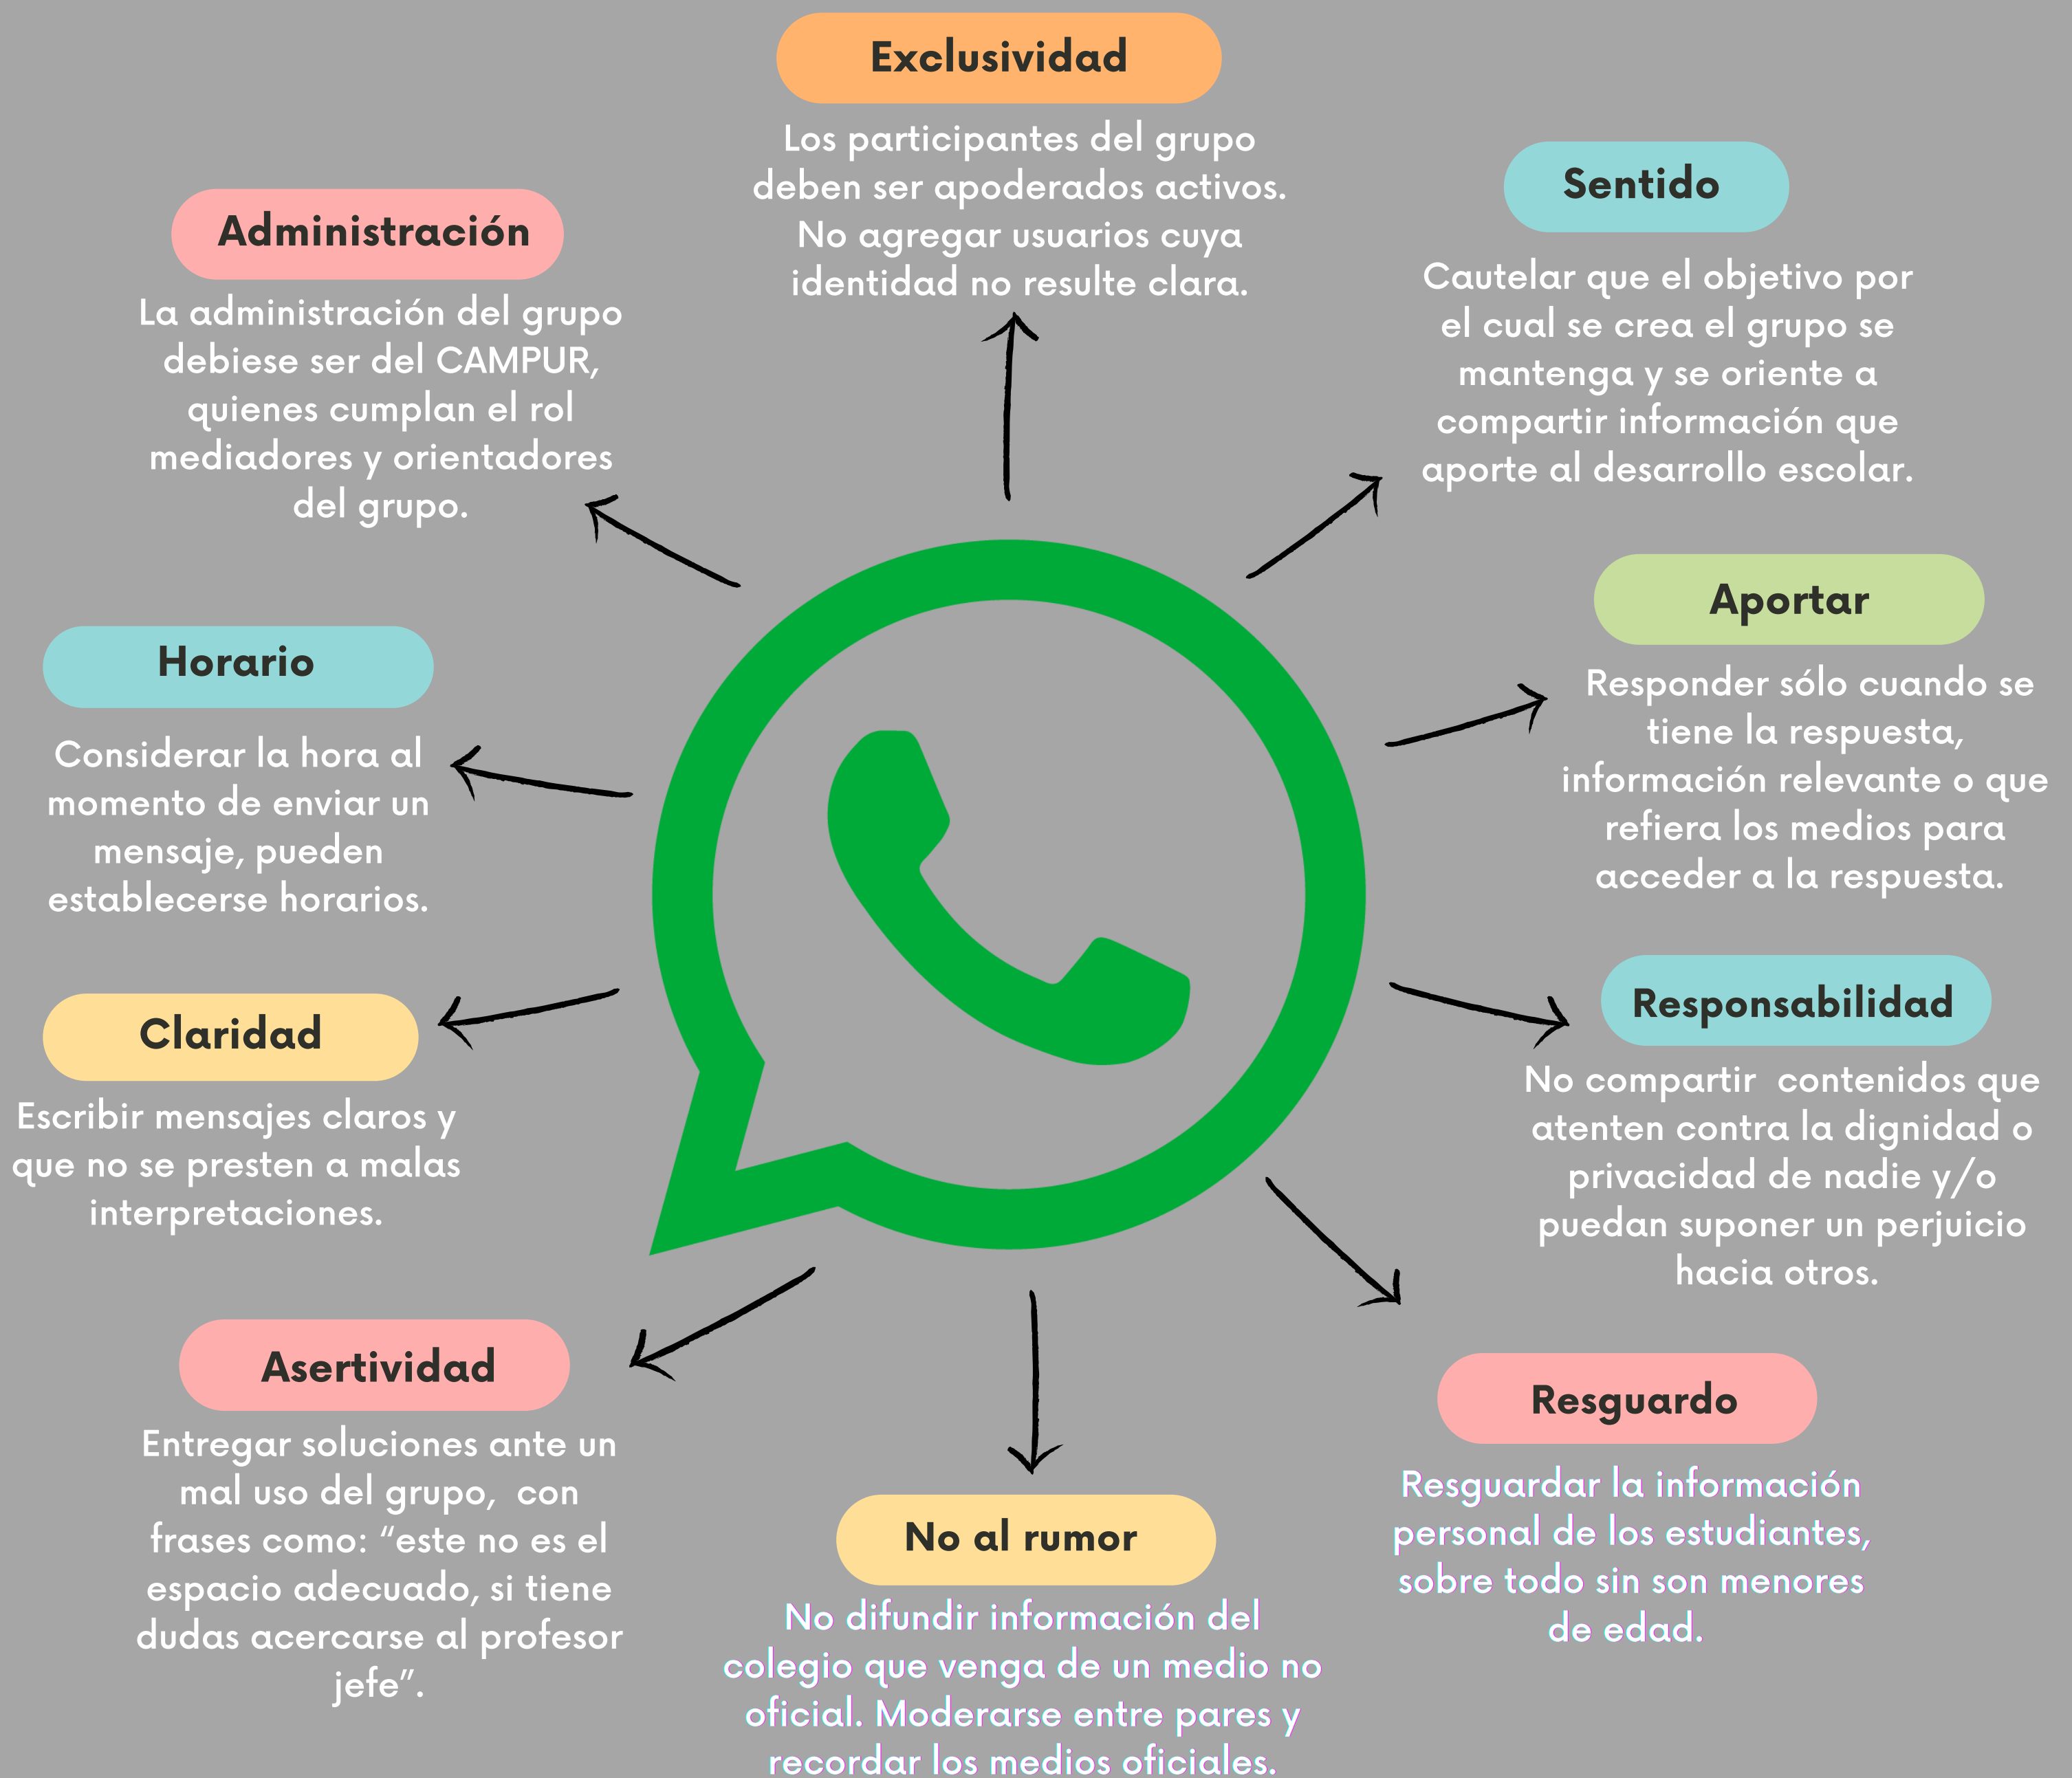 Exclusividad
Los participantes del grupo
deben ser apoderados activos.
No agregar usuarios cuya
identidad no resulte clara.
Sentido
Cautelar que el objetivo por
el cual se crea el grupo se
mantenga y se oriente a
compartir información que
aporte al desarrollo escolar.
Aportar
Responder sólo cuando se
tiene la respuesta,
información relevante o que
refiera los medios para
acceder a la respuesta.
Responsabilidad
No compartir  contenidos que
atenten contra la dignidad o
privacidad de nadie y/o
puedan suponer un perjuicio
hacia otros.
Resguardo
Resguardar la información
personal de los estudiantes,
sobre todo sin son menores
de edad.
No al rumor
No difundir información del
colegio que venga de un medio no
oficial. Moderarse entre pares y
recordar los medios oficiales.
Asertividad
Entregar soluciones ante un
mal uso del grupo,  con
frases como: “este no es el
espacio adecuado, si tiene
dudas acercarse al profesor
jefe”.
Claridad
Escribir mensajes claros y
que no se presten a malas
interpretaciones.
Horario
Considerar la hora al
momento de enviar un
mensaje, pueden
establecerse horarios.
Administración
La administración del grupo
debiese ser del CAMPUR,
quienes cumplan el rol
mediadores y orientadores
del grupo.